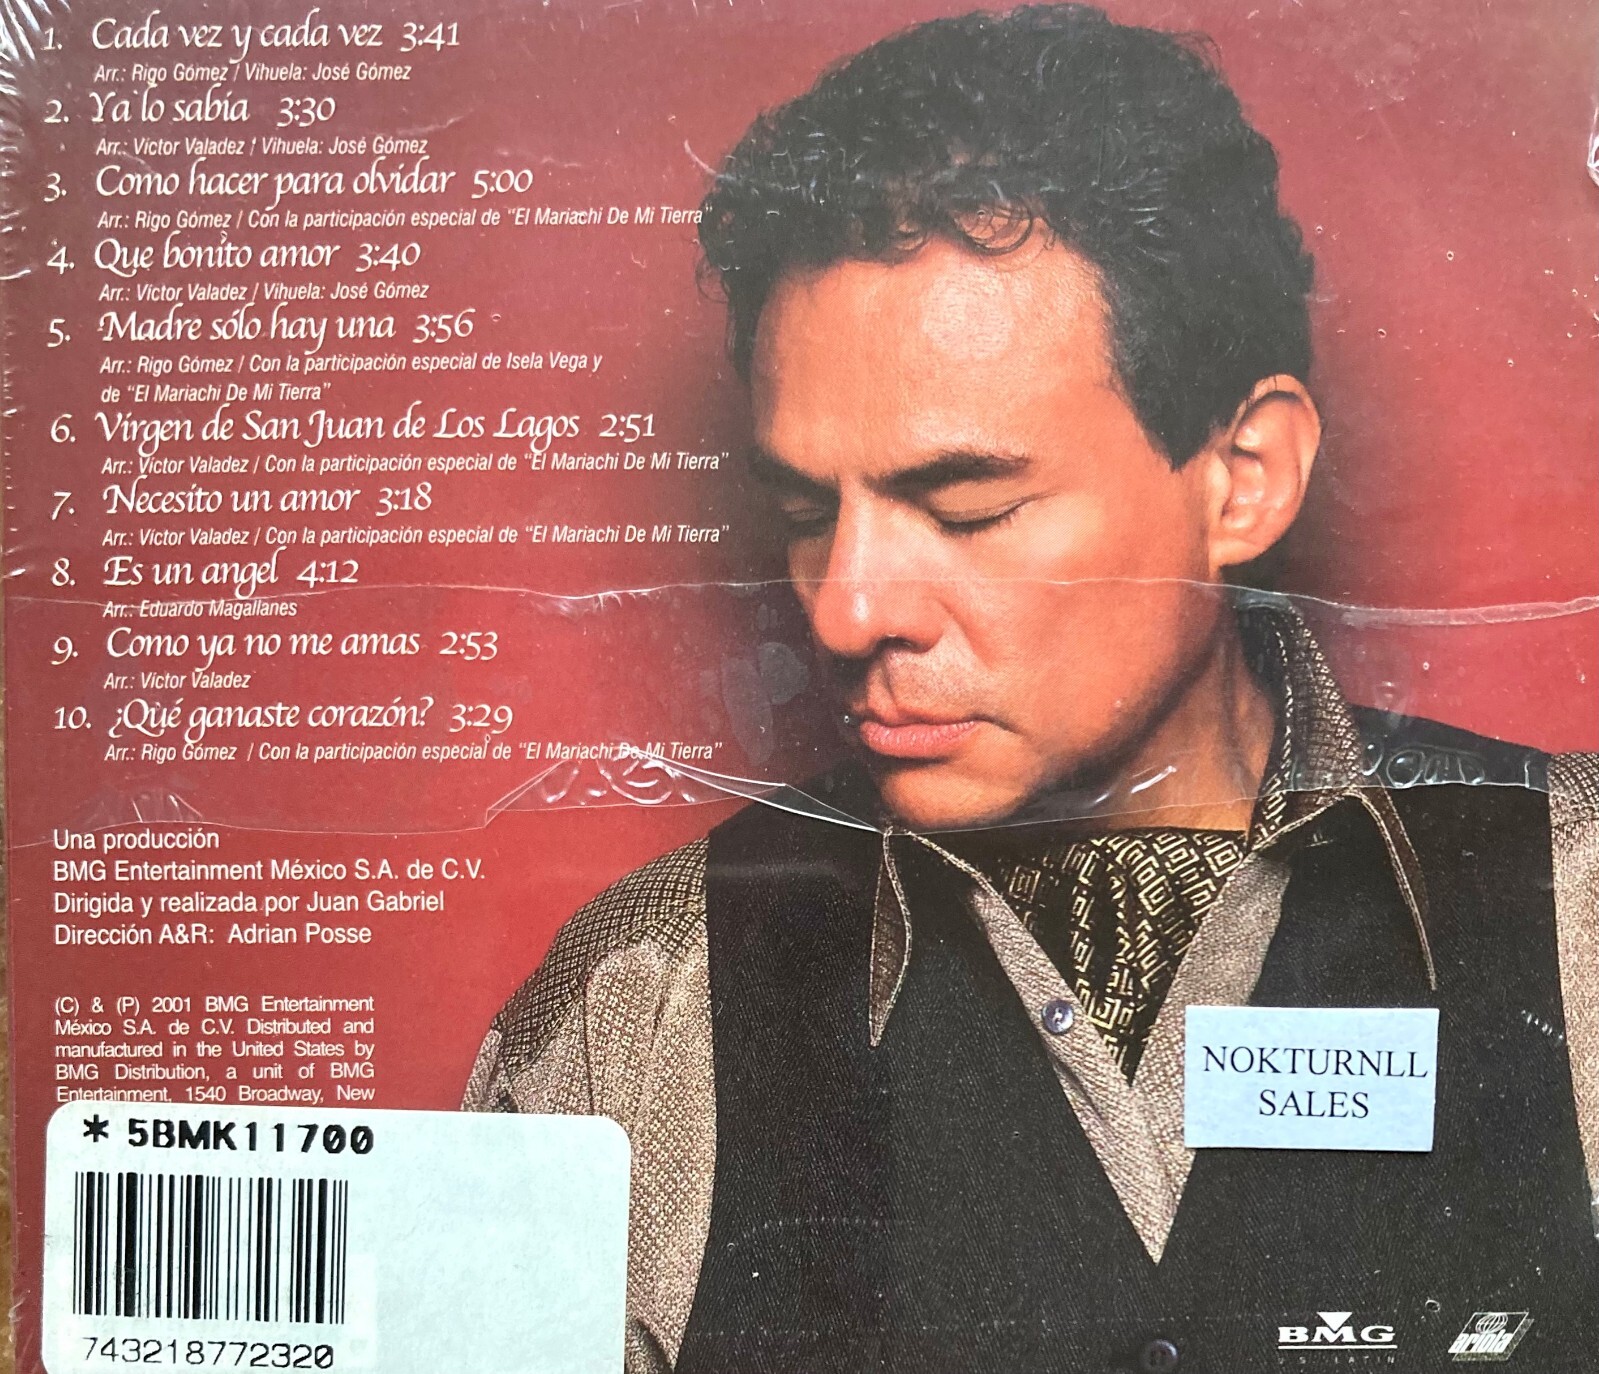 1. Cada vez y cada vez 3:41
Arr.: Rigo Gómez / Vihuela: José Gómez
2. Ya lo sabía 3:30
Arr.: Víctor Valadez / Vihuela: José Gómez
3. Como hacer para olvidar 5:00
Arr.: Rigo Gómez / Con la participación especial de "El Mariachi De Mi Tierra"
4. Que bonito amor 3:40
Arr.: Víctor Valadez / Vihuela: José Gómez
5. Madre sólo hay una 3:56
Arr.: Rigo Gómez / Con la participación especial de Isela Vega y
de "El Mariachi De Mi Tierra"
6. Virgen de San Juan de Los Lagos 2:51
Arr.: Víctor Valadez / Con la participación especial de "El Mariachi De Mi Tierra"
7. Necesito un amor 3:18
Arr.: Víctor Valadez / Con la participación especial de "El Mariachi De Mi Tierra"
8. Es un angel 4:12
Arr.: Eduardo Magallanes
9. Como ya no me amas 2:53
Arr.: Víctor Valadez
10. ¿Qué ganaste corazón? 3:29
Arr.: Rigo Gómez / Con la participación especial de "El Mariachi De Mi Tierra"
Una producción
BMG Entertainment México S.A. de C.V.
Dirigida y realizada por Juan Gabriel
Dirección A&R: Adrian Posse
(C) & (P) 2001 BMG Entertainment
México S.A. de C.V. Distributed and
manufactured in the United States by
BMG Distribution, a unit of BMG
Entertainment, 1540 Broadway, New
* 5BMK11700
743218772320
NOKTURNLL
SALES
BMG
U.S. LATIN
ariola